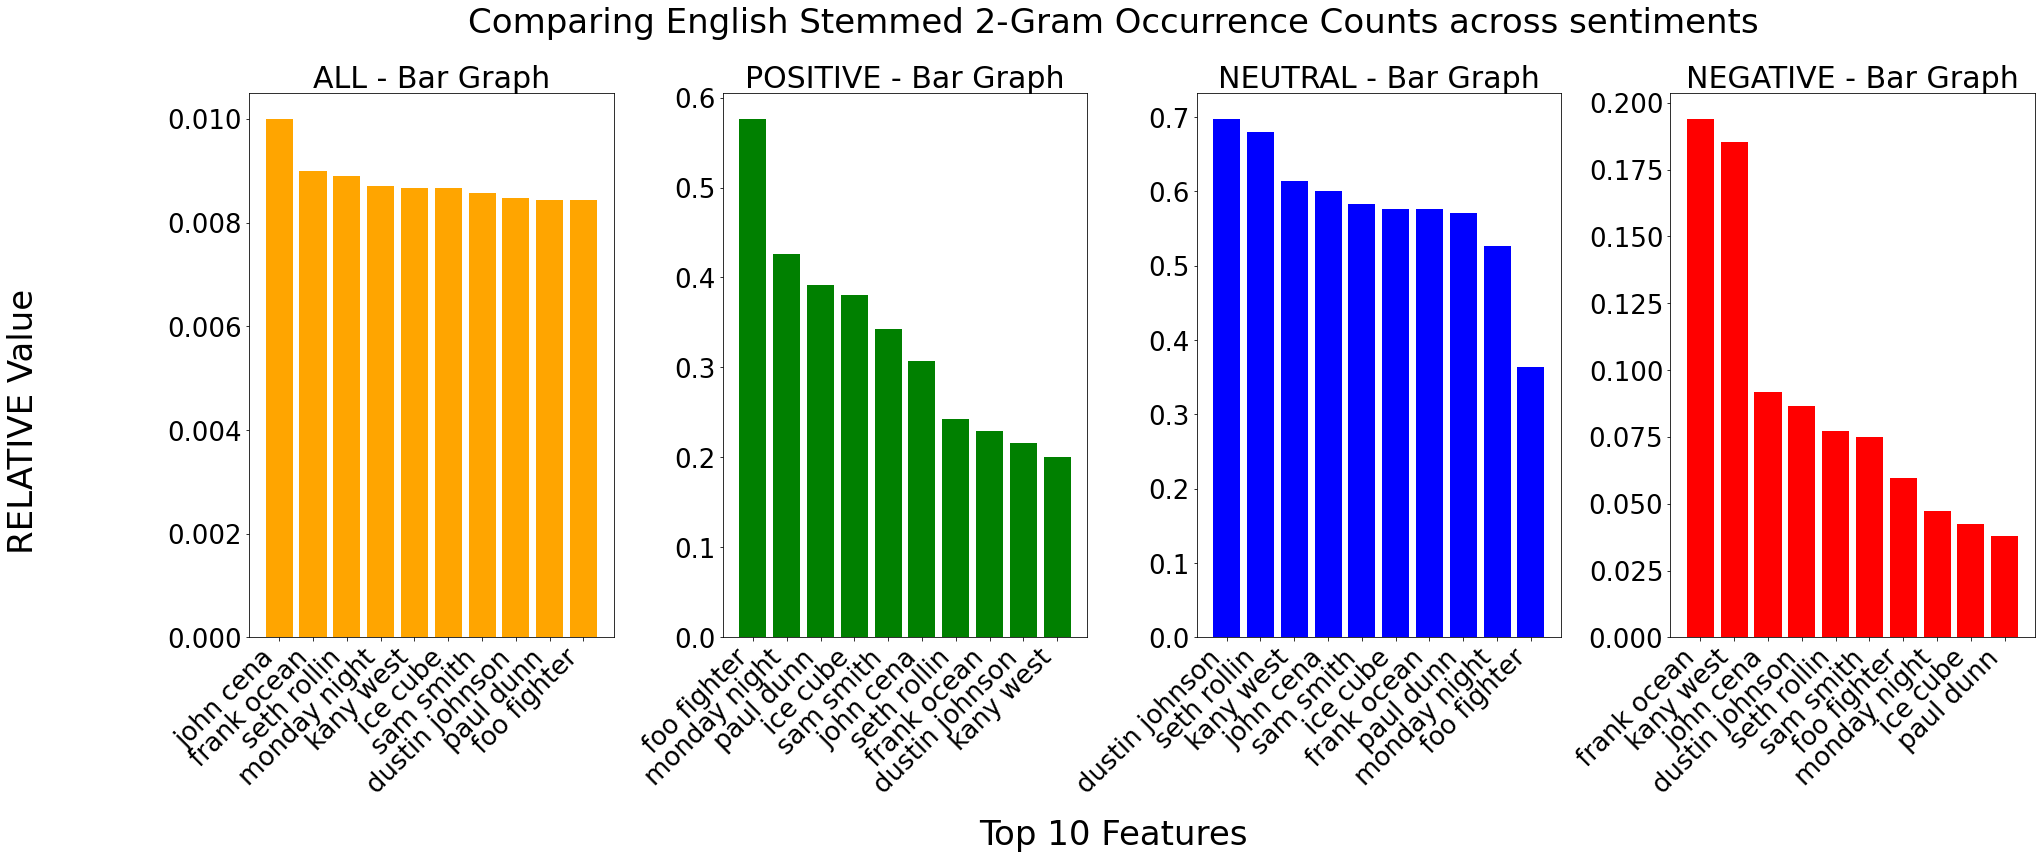 Comparing English Stemmed 2-Gram Occurrence Counts across sentiments
RELATIVE Value
ALL - Bar Graph
0.010
0.008
0.006
0.004
0.002
0.000
john cena
frank ocean
seth rollin
monday night
kany west
ice cube
sam smith
dustin johnson
paul dunn
foo fighter
POSITIVE - Bar Graph
0.6
0.5
0.4
0.3
0.2
0.1
0.0
foo fighter
monday night
paul dunn
ice cube
sam smith
john cena
seth rollin
frank ocean
dustin johnson
kany west
NEUTRAL - Bar Graph
0.7
0.6
0.5
0.4
0.3
0.2
0.1
0.0
dustin johnson
seth rollin
kany west
john cena
sam smith
ice cube
frank ocean
paul dunn
monday night
foo fighter
NEGATIVE - Bar Graph
0.200
0.175
0.150
0.125
0.100
0.075
0.050
0.025
0.000
frank ocean
kany west
john cena
dustin johnson
seth rollin
sam smith
foo fighter
monday night
ice cube
paul dunn
Top 10 Features